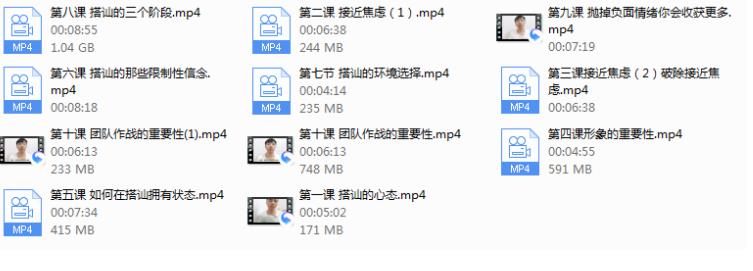 第八课 搭讪的三个阶段.mp4
00:08:55
1.04 GB
MP4
第二课 接近焦虑（1）.mp4
00:06:38
244 MB
MP4
第九课 抛掉负面情绪你会收获更多.
mp4
00:07:19
第六课 搭讪的那些限制性信念.
mp4
00:08:18
MP4
第七节 搭讪的环境选择.mp4
00:04:14
235 MB
MP4
第三课接近焦虑（2）破除接近焦
虑.mp4
00:06:38
MP4
第十课 团队作战的重要性(1).mp4
00:06:13
233 MB
第十课 团队作战的重要性.mp4
00:06:13
748 MB
第四课形象的重要性.mp4
00:04:55
591 MB
MP4
第五课 如何在搭讪拥有状态.mp4
00:07:34
415 MB
MP4
第一课 搭讪的心态.mp4
00:05:02
171 MB